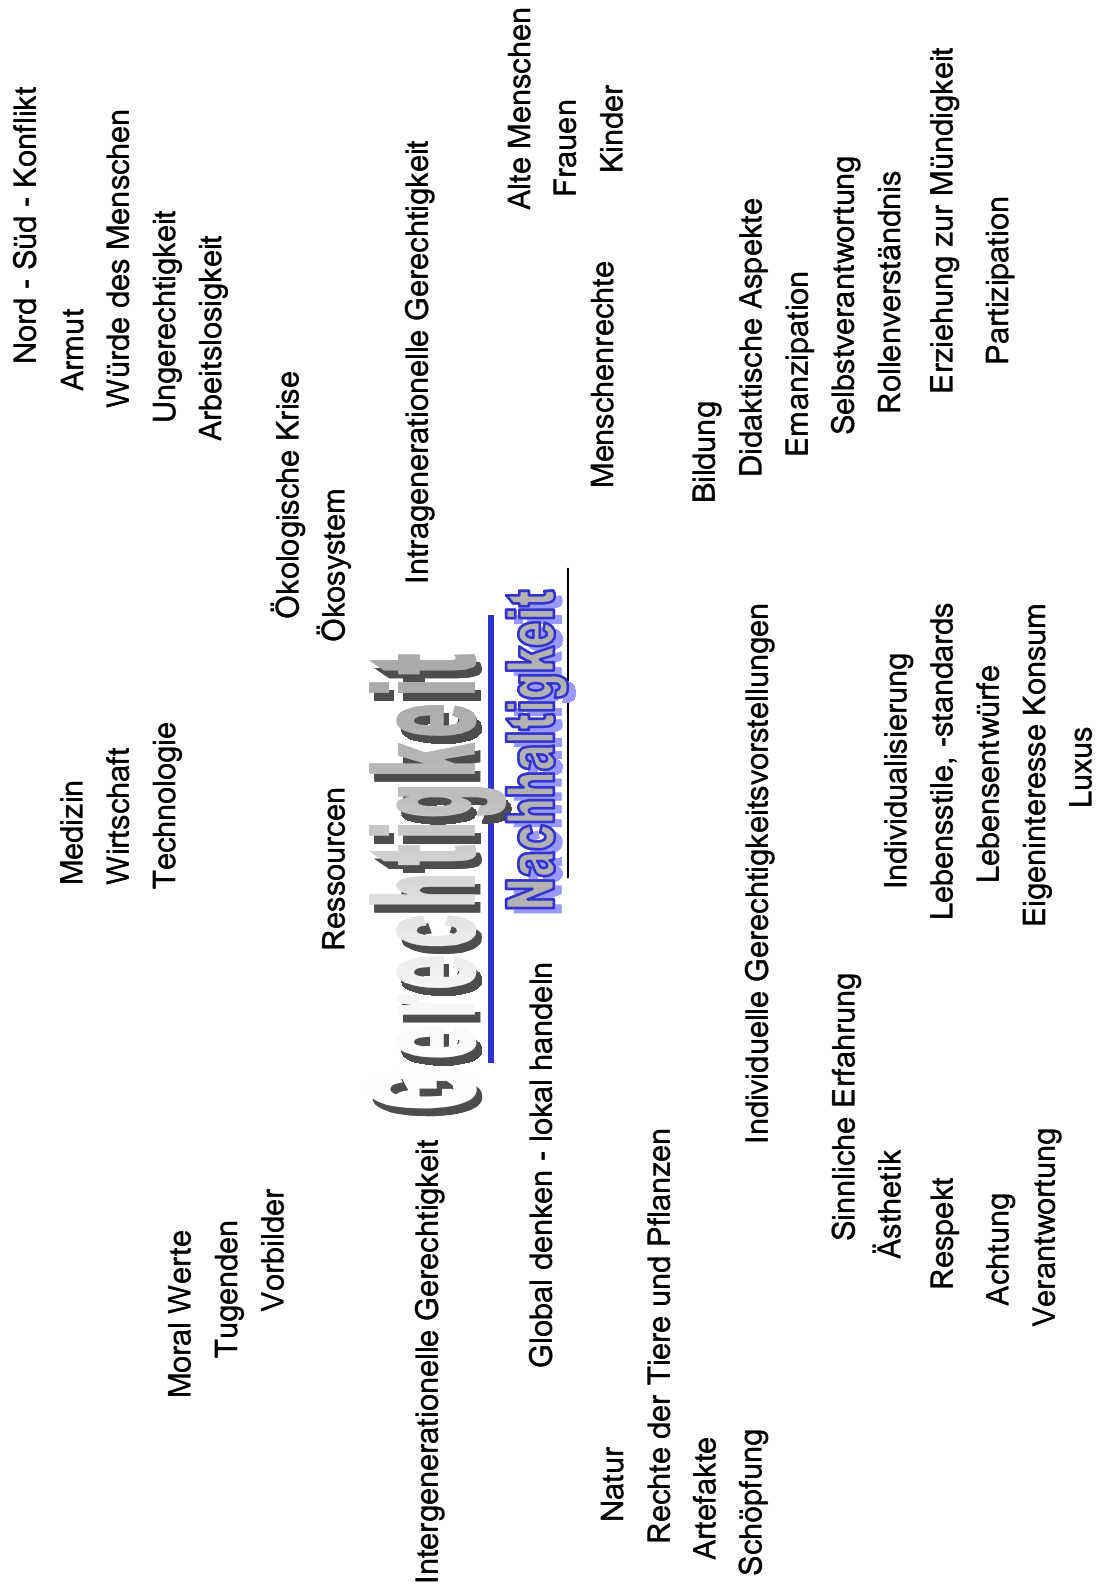 Nord - Süd - Konflikt
Armut
Würde des Menschen
Ungerechtigkeit
Arbeitslosigkeit
Medizin
Wirtschaft
Technologie
Moral Werte
Tugenden
Vorbilder
Ökologische Krise
Ökosystem
Ressourcen
Intergenerationelle Gerechtigkeit
Gerechtigkeit
Intragenerationelle Gerechtigkeit
Nachhaltigkeit
Global denken - lokal handeln
Alte Menschen
Frauen
Kinder
Menschenrechte
Natur
Rechte der Tiere und Pflanzen
Artefakte
Schöpfung
Individuelle Gerechtigkeitsvorstellungen
Bildung
Didaktische Aspekte
Emanzipation
Selbstverantwortung
Rollenverständnis
Erziehung zur Mündigkeit
Partizipation
Sinnliche Erfahrung
Ästhetik
Respekt
Achtung
Verantwortung
Individualisierung
Lebensstile, -standards
Lebensentwürfe
Eigeninteresse Konsum
Luxus